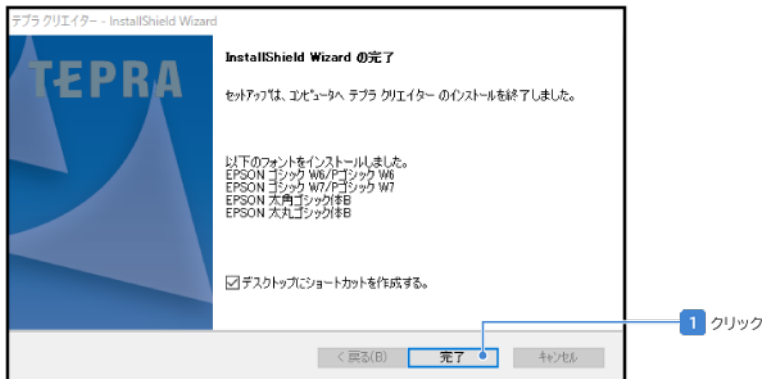 テプラ クリエイター - InstallShield Wizard
TEPRA
InstallShield Wizard の完了
セットアップは、コンピュータへ テプラ クリエイター のインストールを終了しました。
以下のフォントをインストールしました。
EPSON ゴシック W6/Pゴシック W6
EPSON ゴシック W7/Pゴシック W7
EPSON 太角ゴシック体B
EPSON 太丸ゴシック体B
デスクトップにショートカットを作成する。
1 クリック
< 戻る(B) 完了 キャンセル